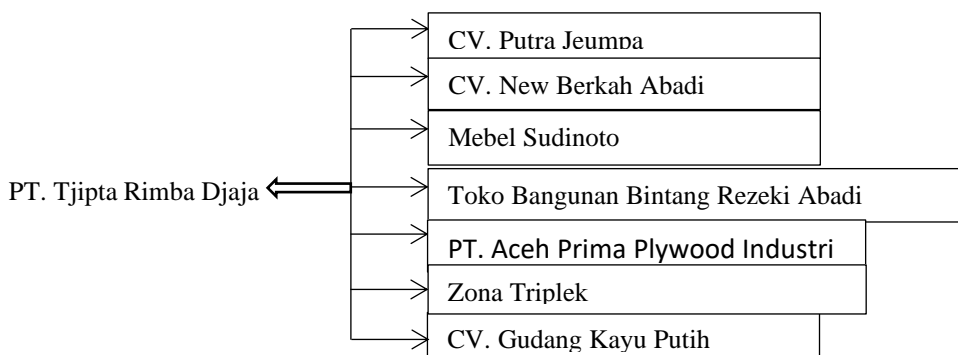 CV. Putra Jeumpa
CV. New Berkah Abadi
Mebel Sudinoto
PT. Tjipta Rimba Djaja
Toko Bangunan Bintang Rezeki Abadi
PT. Aceh Prima Plywood Industri
Zona Triplek
CV. Gudang Kayu Putih